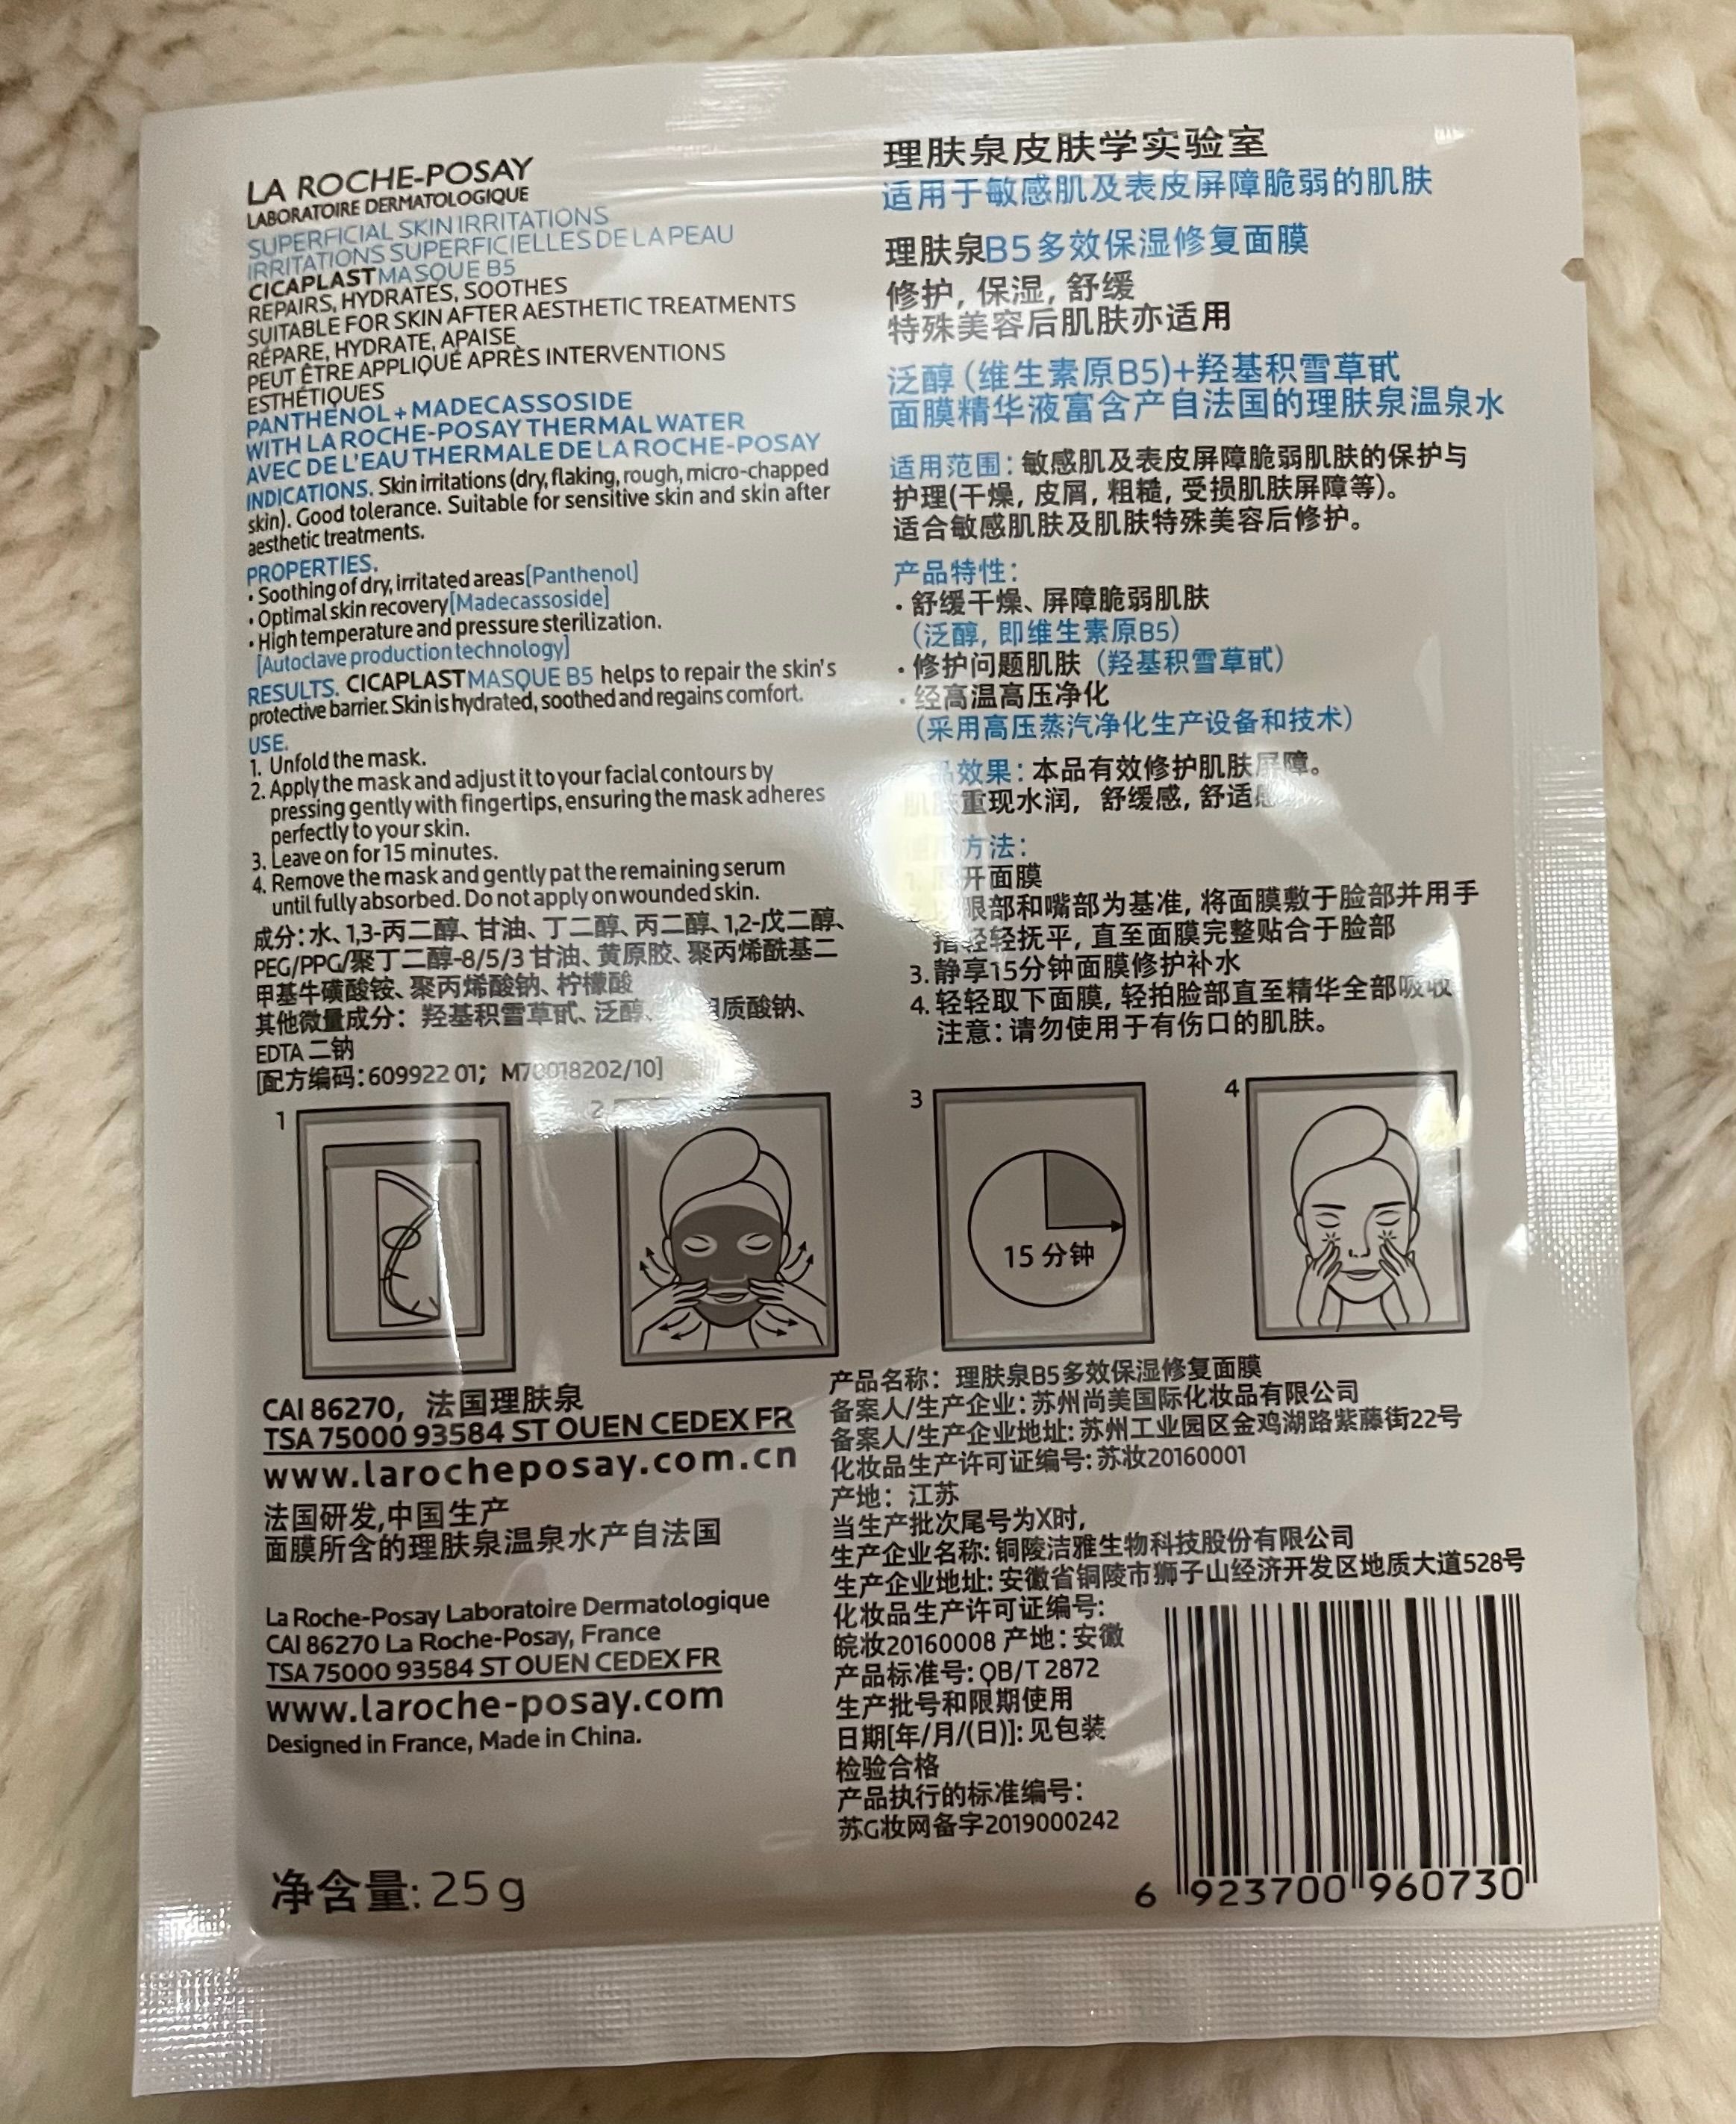 LA ROCHE-POSAY
LABORATOIRE DERMATOLOGIQUE
SUPERFICIAL SKIN IRRITATIONS
IRRITATIONS SUPERFICIELLES DE LA PEAU
CICAPLAST MASQUE B5
REPAIRS, HYDRATES, SOOTHES
SUITABLE FOR SKIN AFTER AESTHETIC TREATMENTS
RÉPARE, HYDRATE, APAISE
PEUT ÊTRE APPLIQUÉ APRÈS INTERVENTIONS
ESTHÉTIQUES
PANTHENOL + MADECASSOSIDE
WITH LA ROCHE-POSAY THERMAL WATER
AVEC DE L'EAU THERMALE DE LA ROCHE-POSAY
INDICATIONS. Skin irritations (dry, flaking, rough, micro-chapped
skin). Good tolerance. Suitable for sensitive skin and skin after
aesthetic treatments.
PROPERTIES.
• Soothing of dry, irritated areas [Panthenol]
• Optimal skin recovery [Madecassoside]
• High temperature and pressure sterilization.
[Autoclave production technology]
RESULTS. CICAPLAST MASQUE B5 helps to repair the skin's
protective barrier. Skin is hydrated, soothed and regains comfort.
USE.
1. Unfold the mask.
2. Apply the mask and adjust it to your facial contours by
pressing gently with fingertips, ensuring the mask adheres
perfectly to your skin.
3. Leave on for 15 minutes.
4. Remove the mask and gently pat the remaining serum
until fully absorbed. Do not apply on wounded skin.
成分：水、1,3-丙二醇、甘油、丁二醇、丙二醇、1,2-戊二醇、
PEG/PPG/聚丁二醇-8/5/3 甘油、黄原胶、聚丙烯酰基二
甲基牛磺酸铵、聚丙烯酸钠、柠檬酸
其他微量成分： 羟基积雪草甙、泛醇、 质酸钠、
EDTA 二钠
[配方编码：609922 01； M70018202/10]
理肤泉皮肤学实验室
适用于敏感肌及表皮屏障脆弱的肌肤
理肤泉B5多效保湿修复面膜
修护, 保湿, 舒缓
特殊美容后肌肤亦适用
泛醇 (维生素原B5)+羟基积雪草甙
面膜精华液富含产自法国的理肤泉温泉水
适用范围：敏感肌及表皮屏障脆弱肌肤的保护与
护理(干燥, 皮屑, 粗糙, 受损肌肤屏障等)。
适合敏感肌肤及肌肤特殊美容后修护。
产品特性：
• 舒缓干燥、屏障脆弱肌肤
(泛醇, 即维生素原B5)
• 修护问题肌肤 (羟基积雪草甙)
• 经高温高压净化
(采用高压蒸汽净化生产设备和技术)
效果：本品有效修护肌肤屏障。
肌肤重现水润, 舒缓感, 舒适感
方法：
1. 开面膜
眼部和嘴部为基准, 将面膜敷于脸部并用手
指轻轻抚平, 直至面膜完整贴合于脸部
3. 静享15分钟面膜修护补水
4. 轻轻取下面膜, 轻拍脸部直至精华全部吸收
注意：请勿使用于有伤口的肌肤。
1
2
3
15 分钟
4
CAI 86270, 法国理肤泉
TSA 75000 93584 ST OUEN CEDEX FR
www.larocheposay.com.cn
法国研发,中国生产
面膜所含的理肤泉温泉水产自法国
La Roche-Posay Laboratoire Dermatologique
CAI 86270 La Roche-Posay, France
TSA 75000 93584 ST OUEN CEDEX FR
www.laroche-posay.com
Designed in France, Made in China.
净含量: 25 g
产品名称：理肤泉B5多效保湿修复面膜
备案人/生产企业：苏州尚美国际化妆品有限公司
备案人/生产企业地址：苏州工业园区金鸡湖路紫藤街22号
化妆品生产许可证编号：苏妆20160001
产地：江苏
当生产批次尾号为X时,
生产企业名称：铜陵洁雅生物科技股份有限公司
生产企业地址：安徽省铜陵市狮子山经济开发区地质大道528号
化妆品生产许可证编号：
皖妆20160008 产地：安徽
产品标准号：QB/T 2872
生产批号和限期使用
日期[年/月/(日)]：见包装
检验合格
产品执行的标准编号：
苏G妆网备字2019000242
6 923700 960730